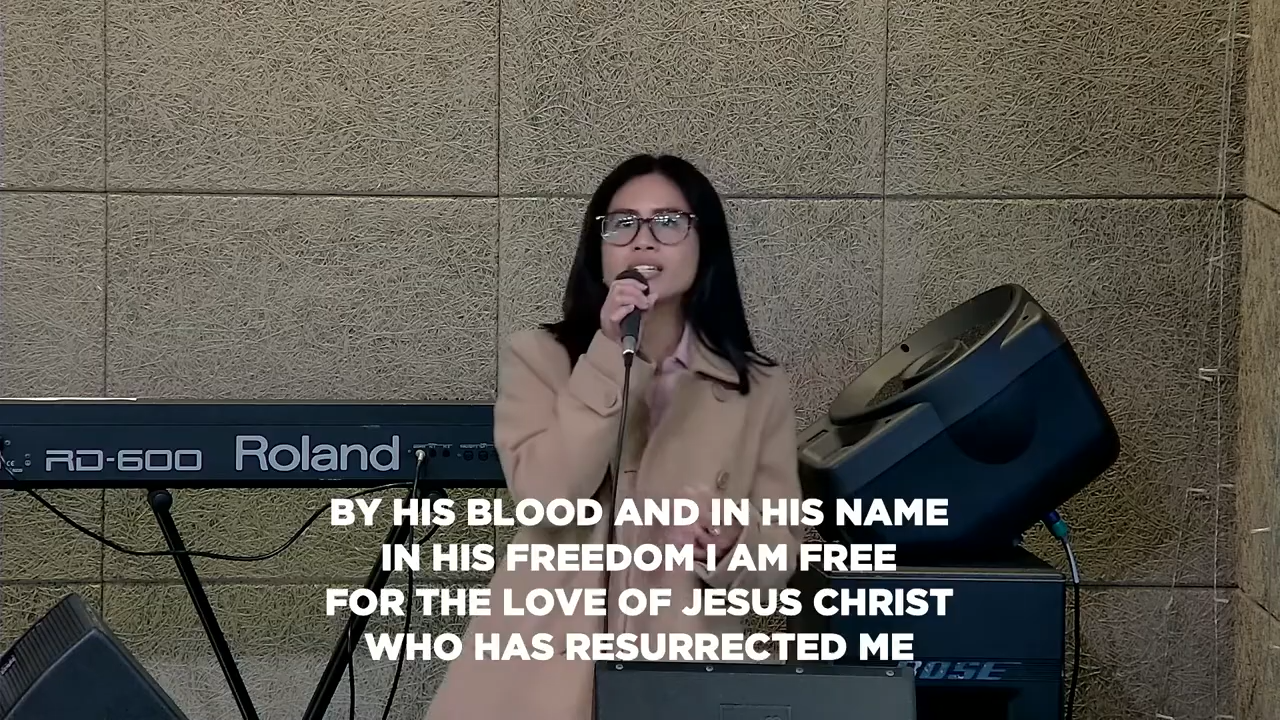 RD-600 Roland
BY HIS BLOOD AND IN HIS NAME
IN HIS FREEDOM I AM FREE
FOR THE LOVE OF JESUS CHRIST
WHO HAS RESURRECTED ME
BOSE